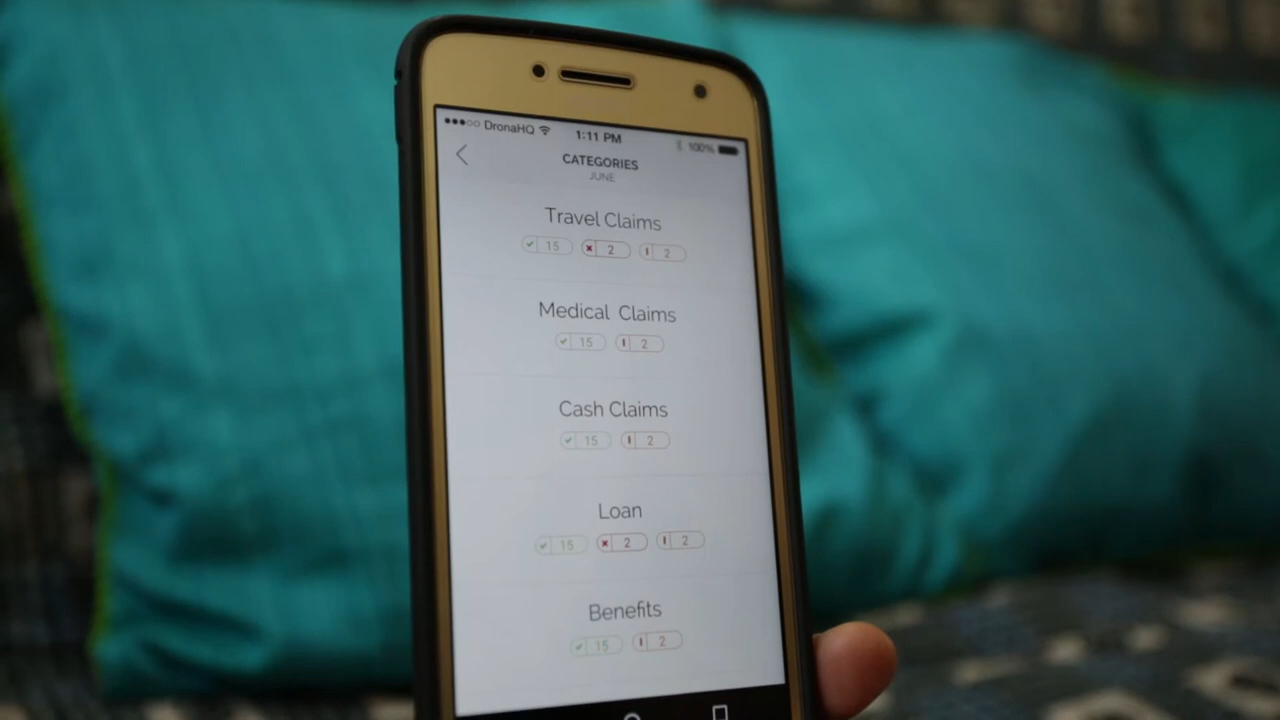 DronaHQ 1:11 PM 100%
CATEGORIES
JUNE
Travel Claims
15 2 2
Medical Claims
15 2
Cash Claims
15 2
Loan
15 2 2
Benefits
15 2